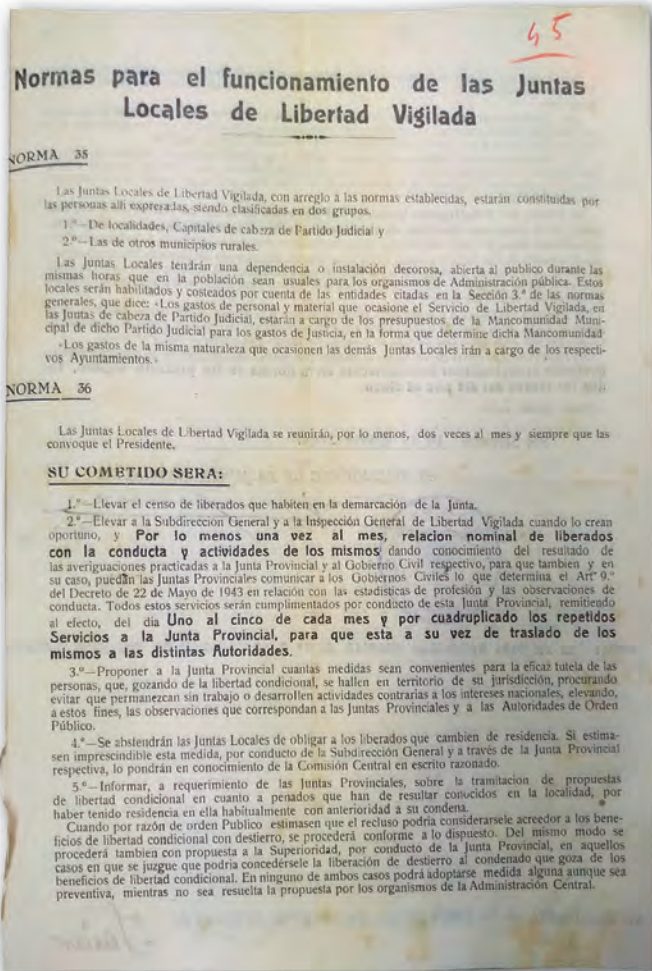 45
Normas para el funcionamiento de las Juntas
Locales de Libertad Vigilada
NORMA 35
Las Juntas Locales de Libertad Vigilada, con arreglo a las normas establecidas, estarán constituidas por
las personas alli expresadas, siendo clasificadas en dos grupos.
1.º—De localidades, Capitales de cabeza de Partido Judicial y
2.º—Las de otros municipios rurales.
Las Juntas Locales tendrán una dependencia o instalación decorosa, abierta al publico durante las
mismas horas que en la población sean usuales para los organismos de Administración pública. Estos
locales serán habilitados y costeados por cuenta de las entidades citadas en la Sección 3.ª de las normas
generales, que dice: «Los gastos de personal y material que ocasione el Servicio de Libertad Vigilada, en
las Juntas de cabeza de Partido Judicial, estarán a cargo de los presupuestos de la Mancomunidad Muni-
cipal de dicho Partido Judicial para los gastos de Justicia, en la forma que determine dicha Mancomunidad
«Los gastos de la misma naturaleza que ocasionen las demás Juntas Locales irán a cargo de los respecti-
vos Ayuntamientos.»
NORMA 36
Las Juntas Locales de Libertad Vigilada se reunirán, por lo menos, dos veces al mes y siempre que las
convoque el Presidente.
SU COMETIDO SERA:
1.º—Llevar el censo de liberados que habiten en la demarcación de la Junta.
2.º—Elevar a la Subdirección General y a la Inspección General de Libertad Vigilada cuando lo crean
oportuno, y Por lo menos una vez al mes, relacion nominal de liberados
con la conducta y actividades de los mismos dando conocimiento del resultado de
las averiguaciones practicadas a la Junta Provincial y al Gobierno Civil respectivo, para que tambien y en
su caso, puedan las Juntas Provinciales comunicar a los Gobiernos Civiles lo que determina el Artº 9.º
del Decreto de 22 de Mayo de 1943 en relación con las estadisticas de profesión y las observaciones de
conducta. Todos estos servicios serán cumplimentados por conducto de esta Junta Provincial, remitiendo
al efecto, del dia Uno al cinco de cada mes y por cuadruplicado los repetidos
Servicios a la Junta Provincial, para que esta a su vez de traslado de los
mismos a las distintas Autoridades.
3.º—Proponer a la Junta Provincial cuantas medidas sean convenientes para la eficaz tutela de las
personas, que, gozando de la libertad condicional, se hallen en territorio de su jurisdicción, procurando
evitar que permanezcan sin trabajo o desarrollen actividades contrarias a los intereses nacionales, elevando,
a estos fines, las observaciones que correspondan a las Juntas Provinciales y a las Autoridades de Orden
Público.
4.º—Se abstendrán las Juntas Locales de obligar a los liberados que cambien de residencia. Si estima-
sen imprescindible esta medida, por conducto de la Subdirección General y a través de la Junta Provincial
respectiva, lo pondrán en conocimiento de la Comisión Central en escrito razonado.
5.º—Informar, a requerimiento de las Juntas Provinciales, sobre la tramitacion de propuestas
de libertad condicional en cuanto a penados que han de resultar conocidos en la localidad, por
haber tenido residencia en ella habitualmente con anterioridad a su condena.
Cuando por razón de orden Publico estimasen que el recluso podria considerarsele acreedor a los bene-
ficios de libertad condicional con destierro, se procederá conforme a lo dispuesto. Del mismo modo se
procederá tambien con propuesta a la Superioridad, por conducto de la Junta Provincial, en aquellos
casos en que se juzgue que podria concedérsele la liberación de destierro al condenado que goza de los
beneficios de libertad condicional. En ninguno de ambos casos podrá adoptarse medida alguna aunque sea
preventiva, mientras no sea resuelta la propuesta por los organismos de la Administración Central.